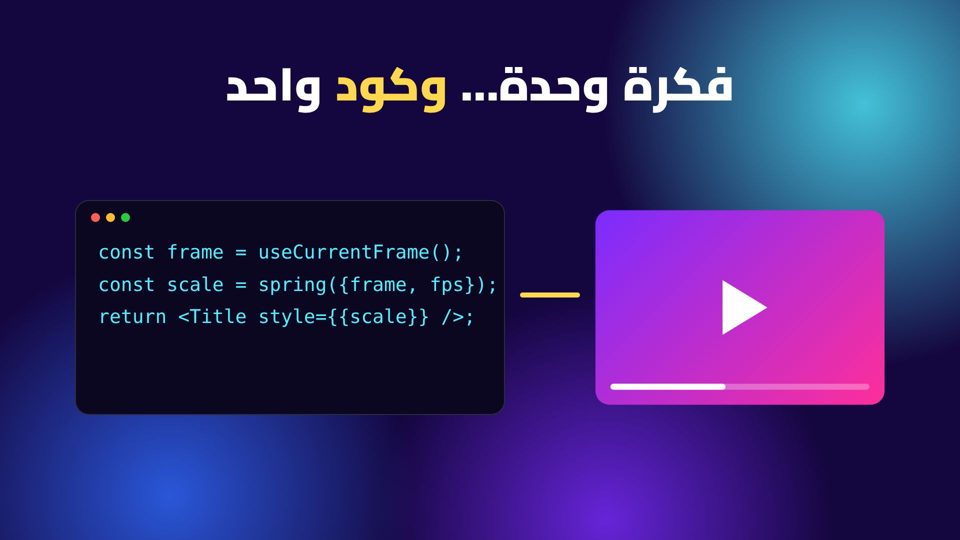 فكرة وحدة... وكود واحد
const frame = useCurrentFrame();
const scale = spring({frame, fps});
return <Title style={{scale}} />;